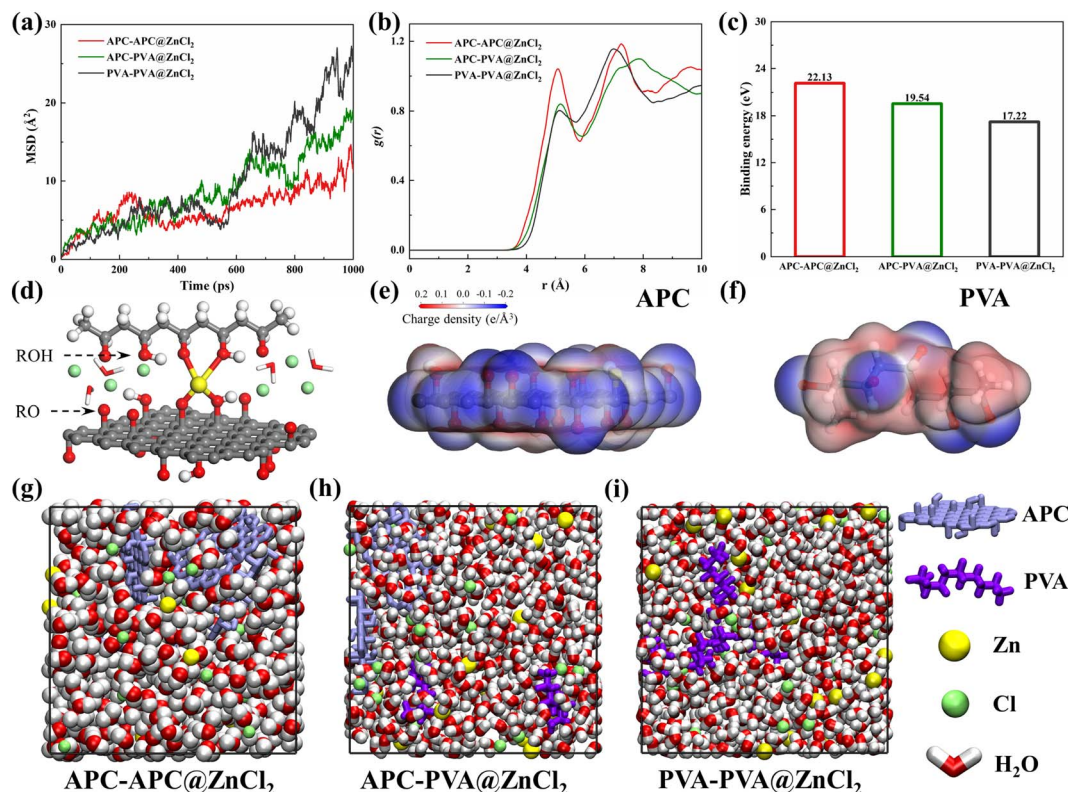 (a)
APC-APC@ZnCl₂
APC-PVA@ZnCl₂
PVA-PVA@ZnCl₂
MSD (Å²)
30
20
10
0
0 200 400 600 800 1000
Time (ps)
(b)
APC-APC@ZnCl₂
APC-PVA@ZnCl₂
PVA-PVA@ZnCl₂
g(r)
1.2
0.8
0.4
0.0
0 2 4 6 8 10
r (Å)
(c)
Binding energy (eV)
30
24
18
12
6
0
22.13
19.54
17.22
APC-APC@ZnCl₂ APC-PVA@ZnCl₂ PVA-PVA@ZnCl₂
(d)
ROH
RO
(e)
0.2 0.1 0 -0.1 -0.2
Charge density (e/Å³)
APC
PVA
(f)
(g)
APC-APC@ZnCl₂
(h)
APC-PVA@ZnCl₂
(i)
PVA-PVA@ZnCl₂
APC
PVA
Zn
Cl
H₂O